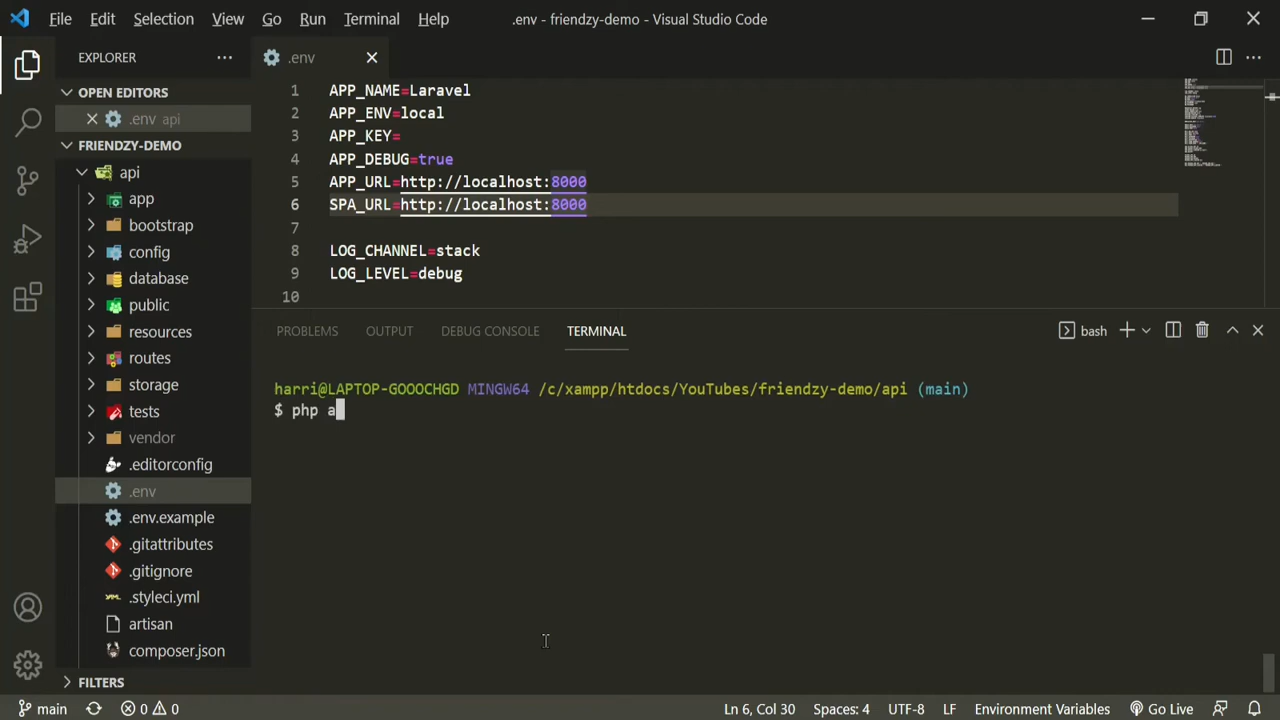 File Edit Selection View Go Run Terminal Help .env - friendzy-demo - Visual Studio Code
EXPLORER
OPEN EDITORS
.env api
FRIENDZY-DEMO
api
app
bootstrap
config
database
public
resources
routes
storage
tests
vendor
.editorconfig
.env
.env.example
.gitattributes
.gitignore
.styleci.yml
artisan
composer.json
FILTERS
.env
1 APP_NAME=Laravel
2 APP_ENV=local
3 APP_KEY=
4 APP_DEBUG=true
5 APP_URL=http://localhost:8000
6 SPA_URL=http://localhost:8000
7
8 LOG_CHANNEL=stack
9 LOG_LEVEL=debug
10
PROBLEMS OUTPUT DEBUG CONSOLE TERMINAL bash
harri@LAPTOP-GOOOCHGD MINGW64 /c/xampp/htdocs/YouTubes/friendzy-demo/api (main)
$ php a
main 0 0 Ln 6, Col 30 Spaces: 4 UTF-8 LF Environment Variables Go Live